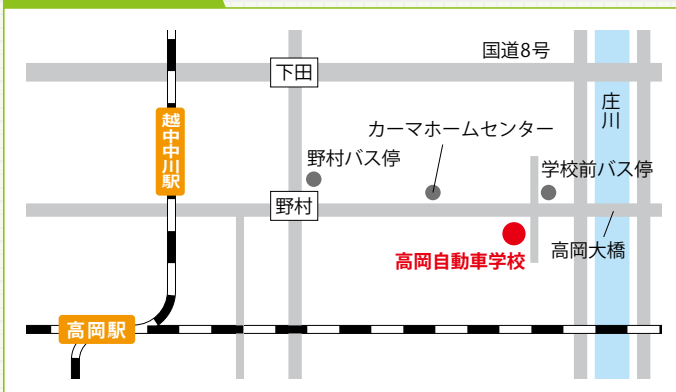 国道8号
下田
庄川
越中中川駅
カーマホームセンター
野村バス停
学校前バス停
野村
高岡大橋
高岡自動車学校
高岡駅